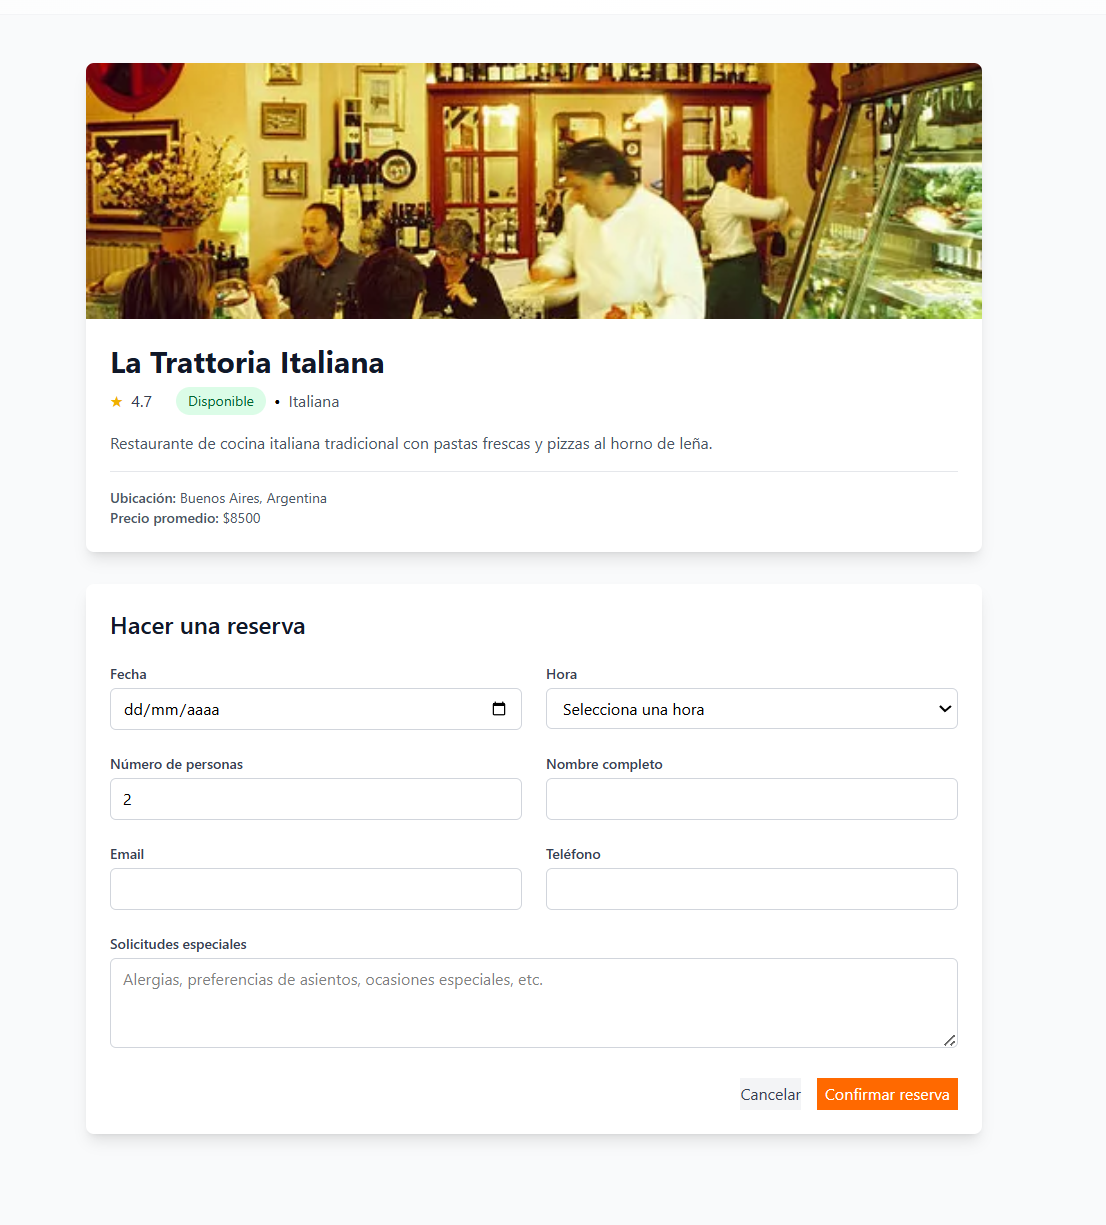 La Trattoria Italiana
★ 4.7 Disponible • Italiana
Restaurante de cocina italiana tradicional con pastas frescas y pizzas al horno de leña.
Ubicación: Buenos Aires, Argentina
Precio promedio: $8500
Hacer una reserva
Fecha Hora
dd/mm/aaaa Selecciona una hora
Número de personas Nombre completo
2
Email Teléfono
Solicitudes especiales
Alergias, preferencias de asientos, ocasiones especiales, etc.
Cancelar Confirmar reserva